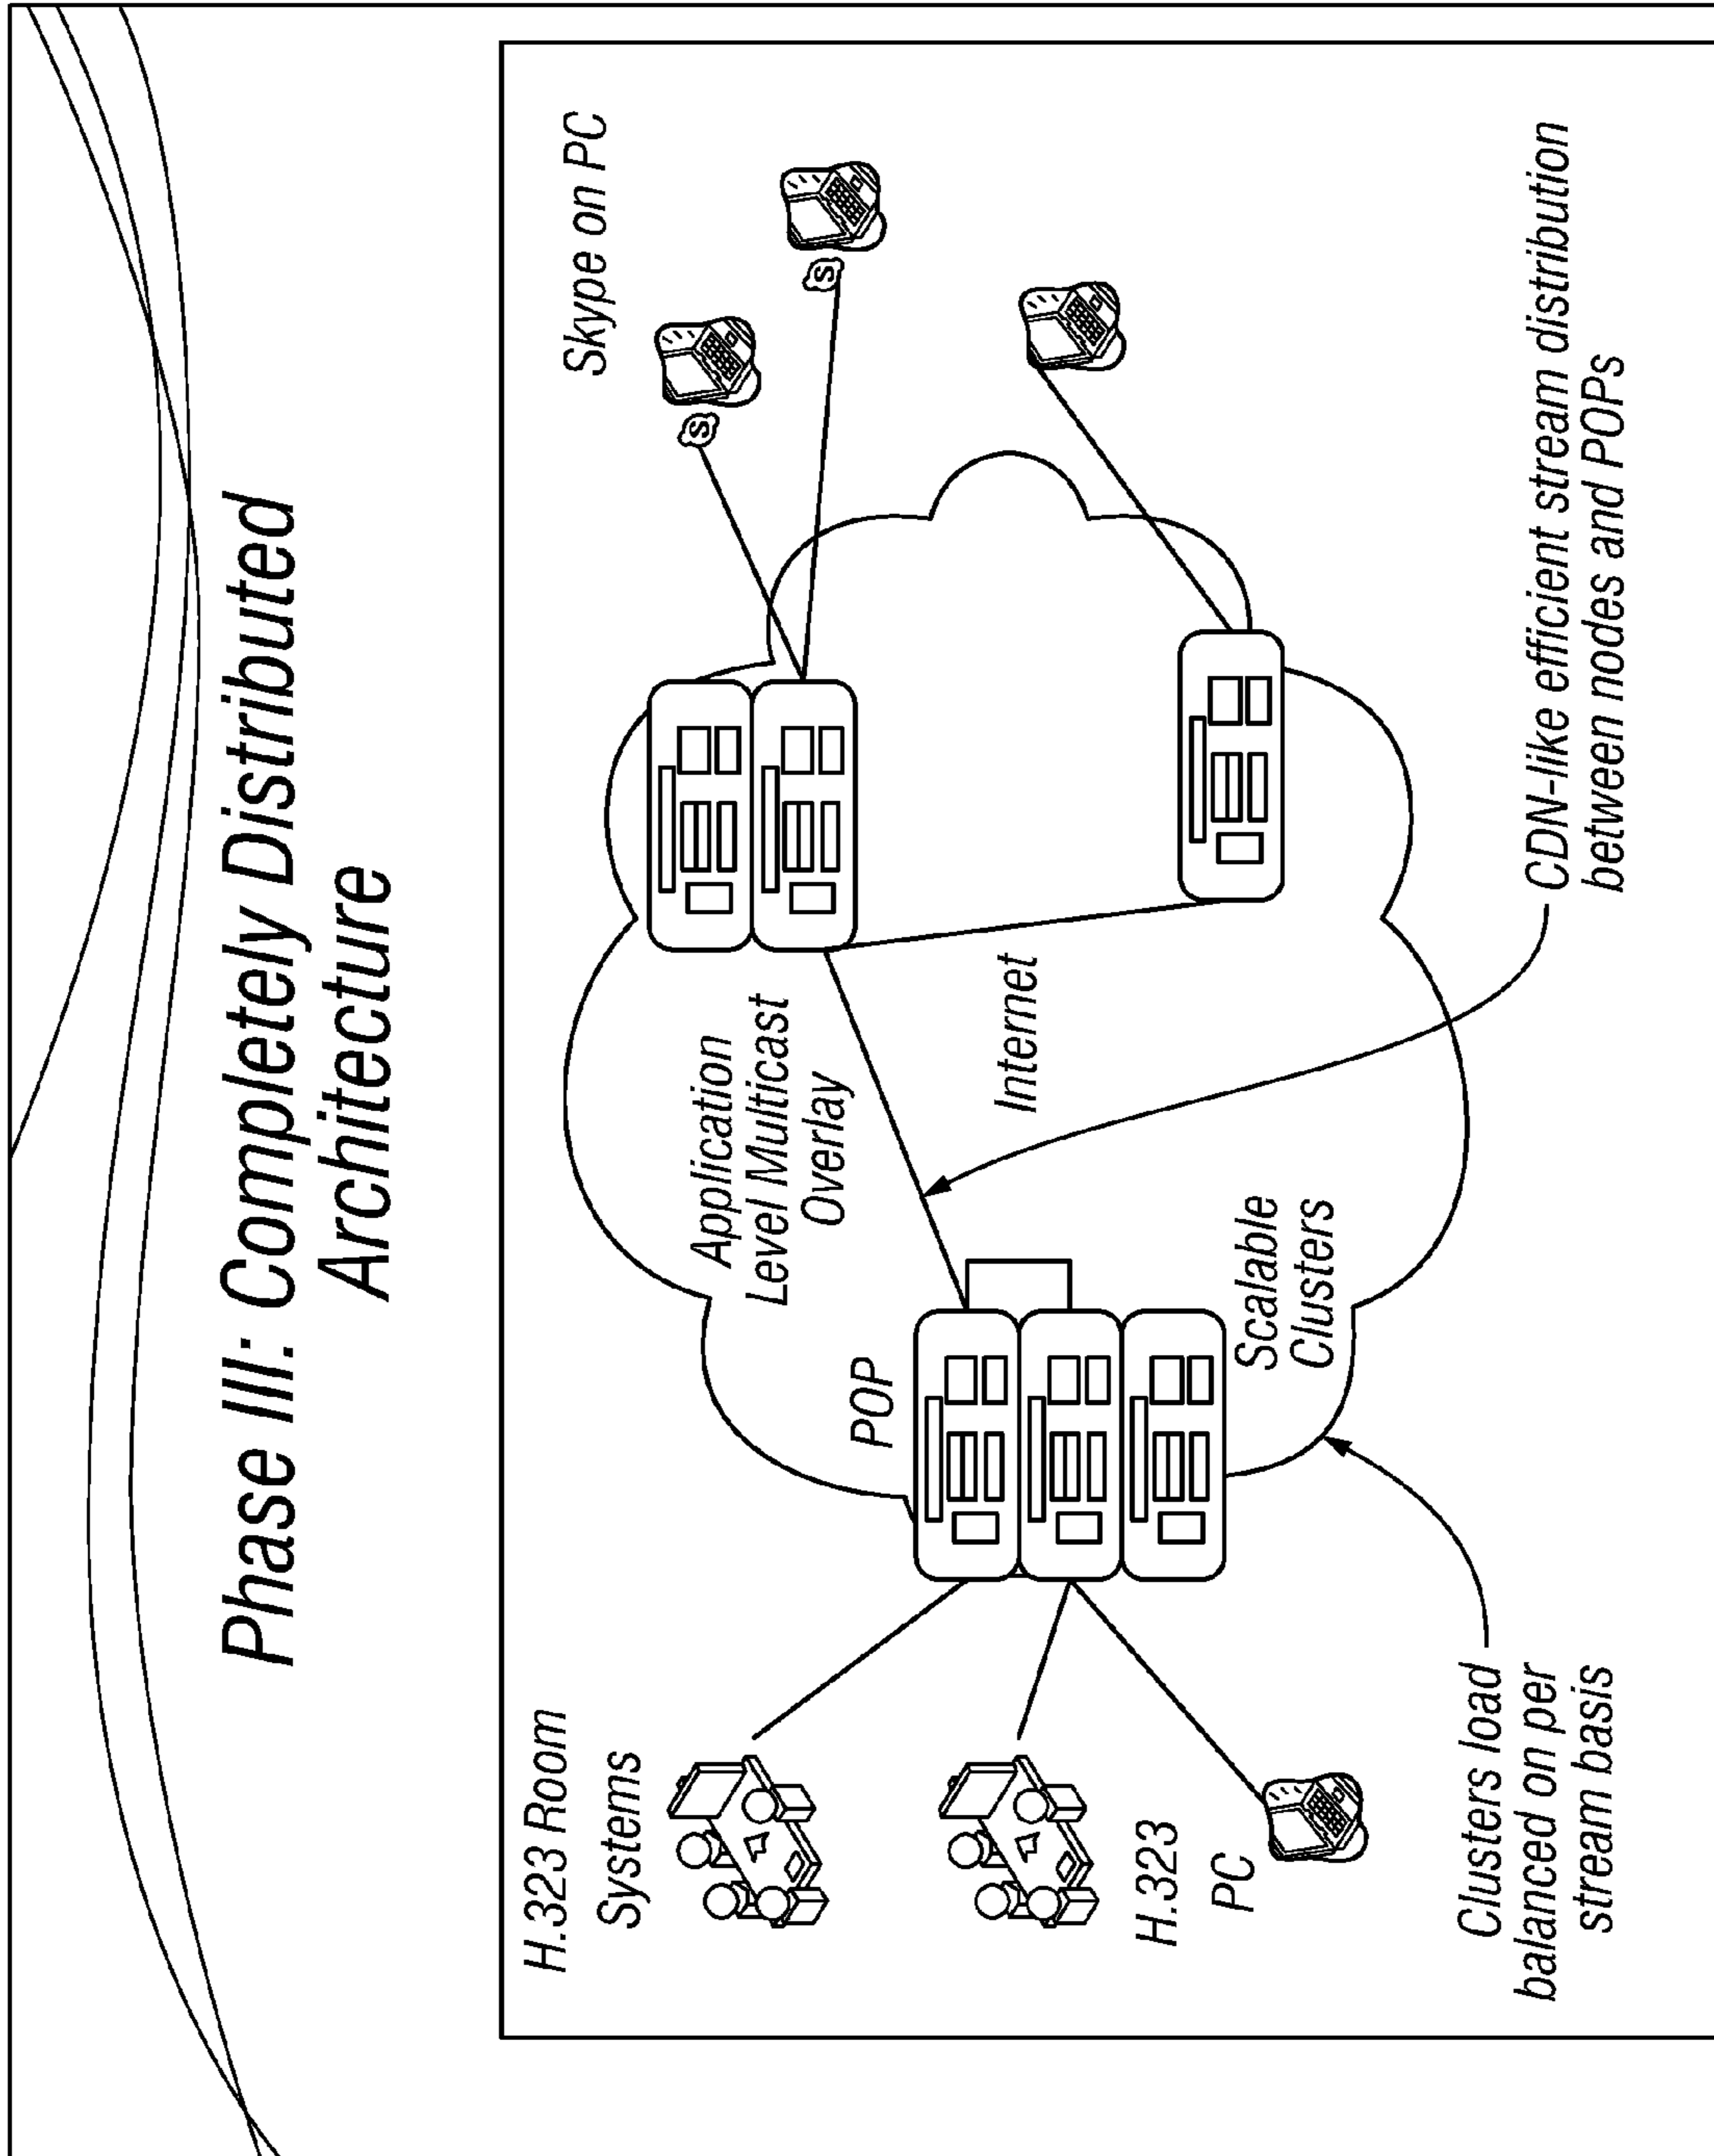 Phase III: Completely Distributed
Architecture
H.323 Room
Systems
Skype on PC
S
S
Application
Level Multicast
Overlay
POP
Internet
H.323
PC
Scalable
Clusters
Clusters load
balanced on per
stream basis
CDN-like efficient stream distribution
between nodes and POPs